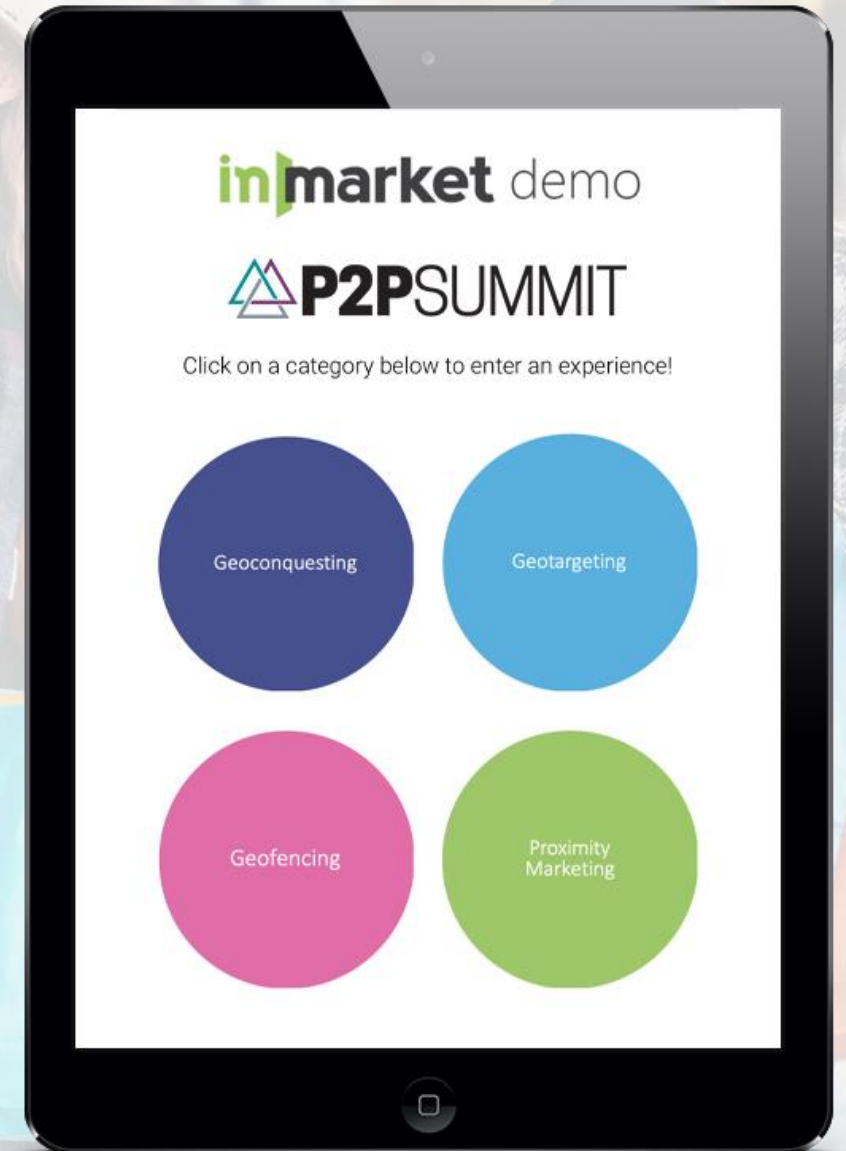 inmarket demo
P2PSUMMIT
Click on a category below to enter an experience!
Geoconquesting
Geotargeting
Geofencing
Proximity
Marketing